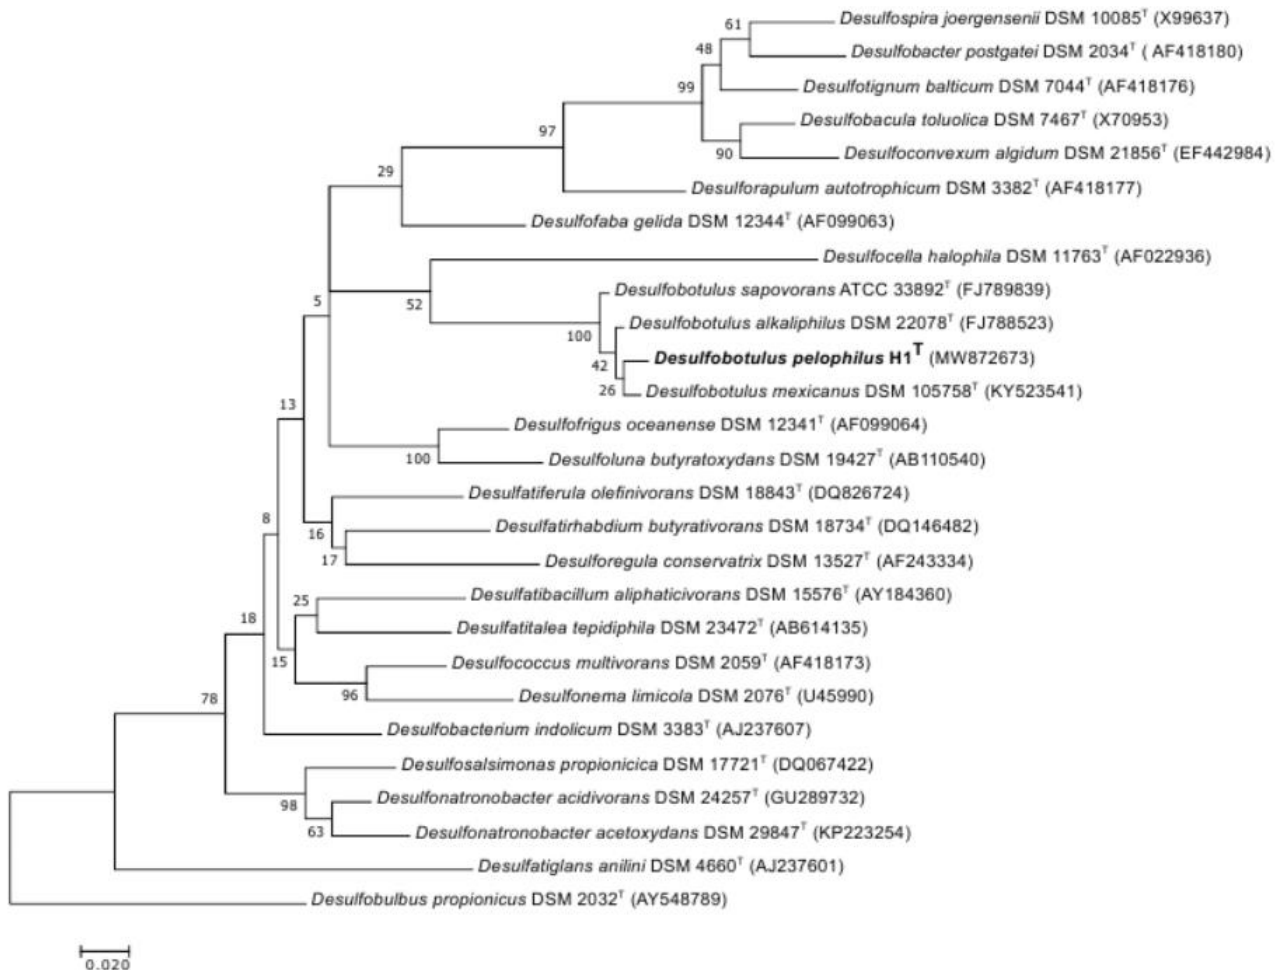 Desulfospira joergensenii DSM 10085ᵀ (X99637)
61
Desulfobacter postgatei DSM 2034ᵀ ( AF418180)
48
Desulfotignum balticum DSM 7044ᵀ (AF418176)
99
Desulfobacula toluolica DSM 7467ᵀ (X70953)
97
90
Desulfoconvexum algidum DSM 21856ᵀ (EF442984)
29
Desulforapulum autotrophicum DSM 3382ᵀ (AF418177)
Desulfofaba gelida DSM 12344ᵀ (AF099063)
Desulfocella halophila DSM 11763ᵀ (AF022936)
Desulfobotulus sapovorans ATCC 33892ᵀ (FJ789839)
5
52
Desulfobotulus alkaliphilus DSM 22078ᵀ (FJ788523)
100
Desulfobotulus pelophilus H1ᵀ (MW872673)
42
26
Desulfobotulus mexicanus DSM 105758ᵀ (KY523541)
13
Desulfofrigus oceanense DSM 12341ᵀ (AF099064)
100
Desulfoluna butyratoxydans DSM 19427ᵀ (AB110540)
Desulfatiferula olefinivorans DSM 18843ᵀ (DQ826724)
8
Desulfatirhabdium butyrativorans DSM 18734ᵀ (DQ146482)
16
17
Desulforegula conservatrix DSM 13527ᵀ (AF243334)
Desulfatibacillum aliphaticivorans DSM 15576ᵀ (AY184360)
25
18
Desulfatitalea tepidiphila DSM 23472ᵀ (AB614135)
15
Desulfococcus multivorans DSM 2059ᵀ (AF418173)
96
Desulfonema limicola DSM 2076ᵀ (U45990)
78
Desulfobacterium indolicum DSM 3383ᵀ (AJ237607)
Desulfosalsimonas propionicica DSM 17721ᵀ (DQ067422)
98
Desulfonatronobacter acidivorans DSM 24257ᵀ (GU289732)
63
Desulfonatronobacter acetoxydans DSM 29847ᵀ (KP223254)
Desulfatiglans anilini DSM 4660ᵀ (AJ237601)
Desulfobulbus propionicus DSM 2032ᵀ (AY548789)
0.020